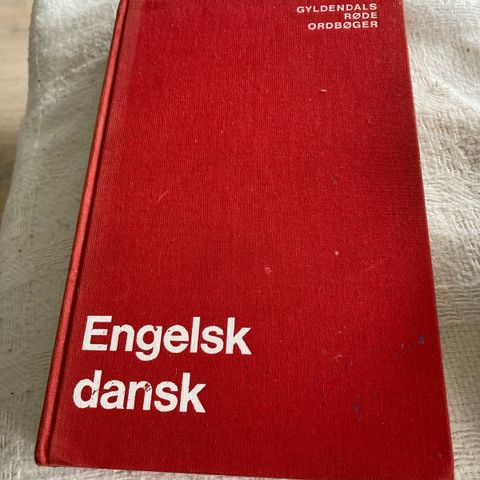 GYLDENDALS
RØDE
ORDBØGER
Engelsk
dansk